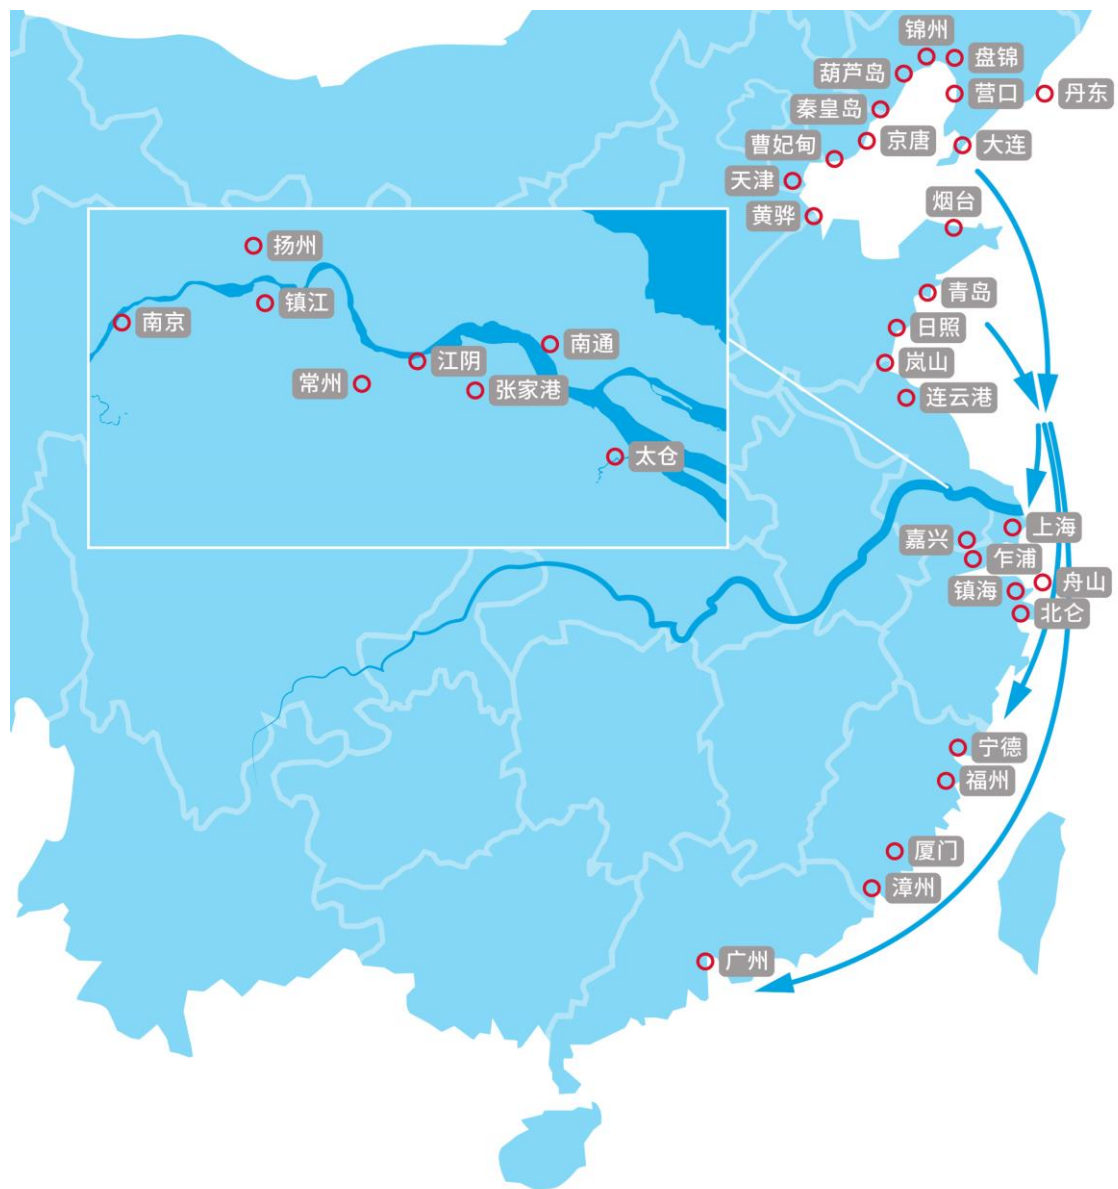 锦州
盘锦
葫芦岛
营口
丹东
秦皇岛
京唐
大连
曹妃甸
天津
黄骅
烟台
扬州
青岛
镇江
南京
日照
南通
江阴
岚山
常州
张家港
连云港
太仓
上海
嘉兴
乍浦
舟山
镇海
北仑
宁德
福州
厦门
漳州
广州